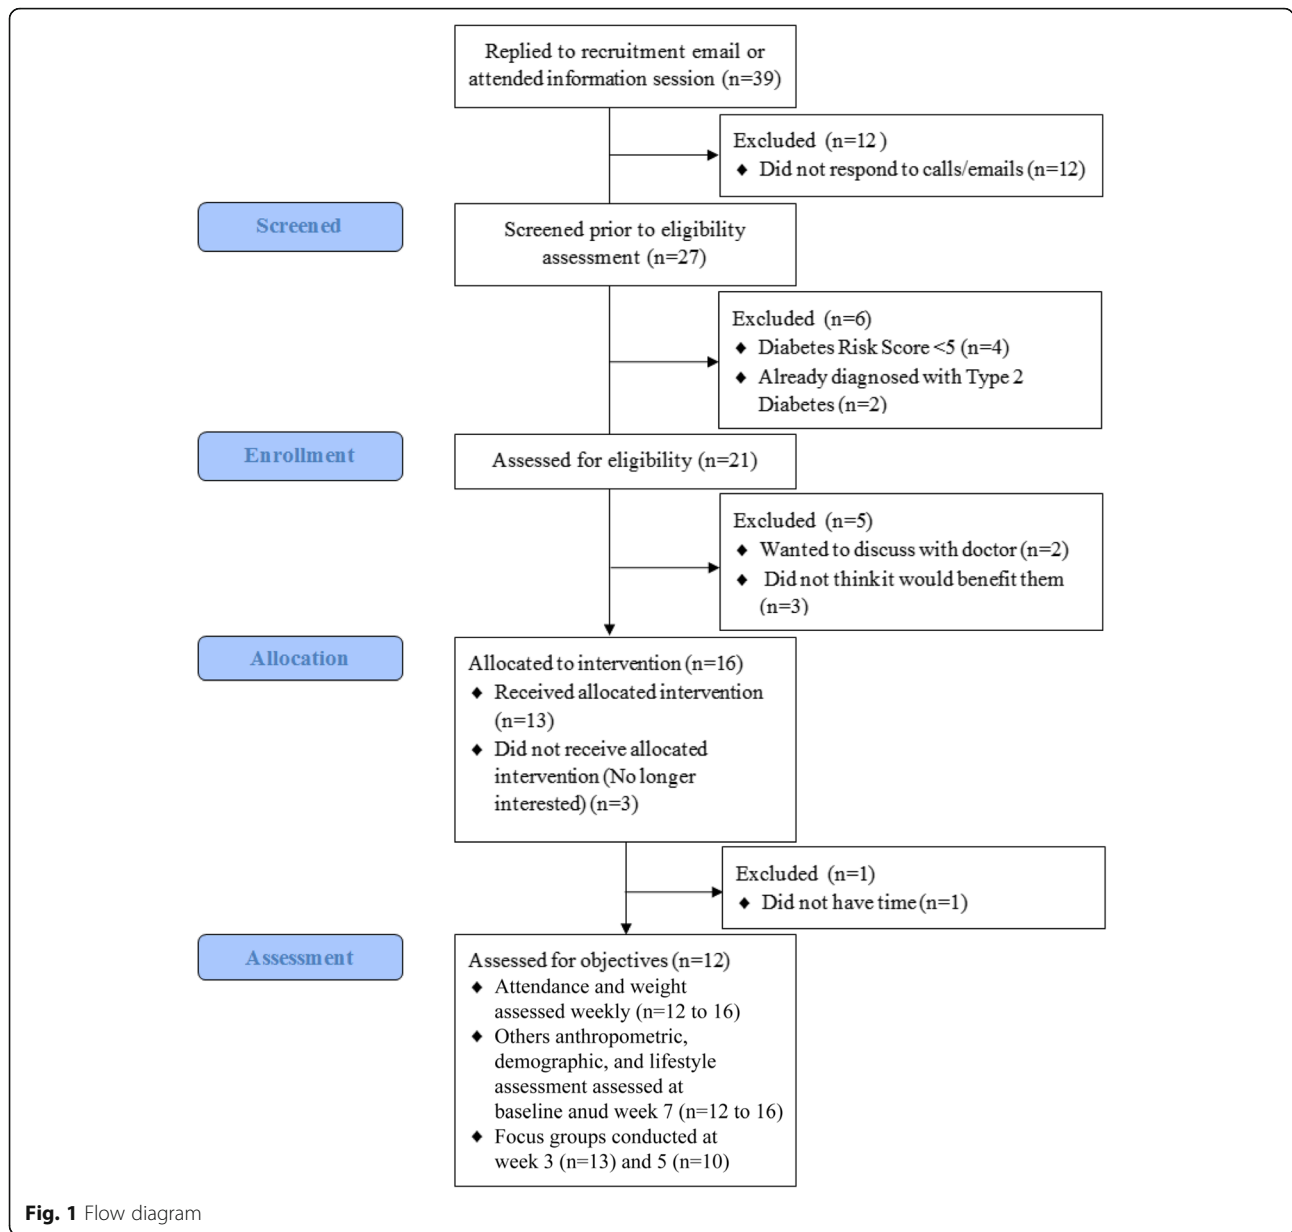 Replied to recruitment email or
attended information session (n=39)
Excluded (n=12 )
♦ Did not respond to calls/emails (n=12)
Screened
Screened prior to eligibility
assessment (n=27)
Excluded (n=6)
♦ Diabetes Risk Score <5 (n=4)
♦ Already diagnosed with Type 2
Diabetes (n=2)
Enrollment
Assessed for eligibility (n=21)
Excluded (n=5)
♦ Wanted to discuss with doctor (n=2)
♦ Did not think it would benefit them
(n=3)
Allocation
Allocated to intervention (n=16)
♦ Received allocated intervention
(n=13)
♦ Did not receive allocated
intervention (No longer
interested) (n=3)
Excluded (n=1)
♦ Did not have time (n=1)
Assessment
Assessed for objectives (n=12)
♦ Attendance and weight
assessed weekly (n=12 to 16)
♦ Others anthropometric,
demographic, and lifestyle
assessment assessed at
baseline anud week 7 (n=12 to 16)
♦ Focus groups conducted at
week 3 (n=13) and 5 (n=10)
Fig. 1 Flow diagram